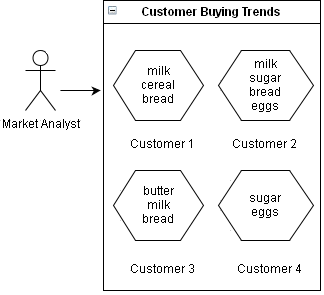 Customer Buying Trends
milk
cereal
bread
Customer 1
milk
sugar
bread
eggs
Customer 2
Market Analyst
butter
milk
bread
Customer 3
sugar
eggs
Customer 4